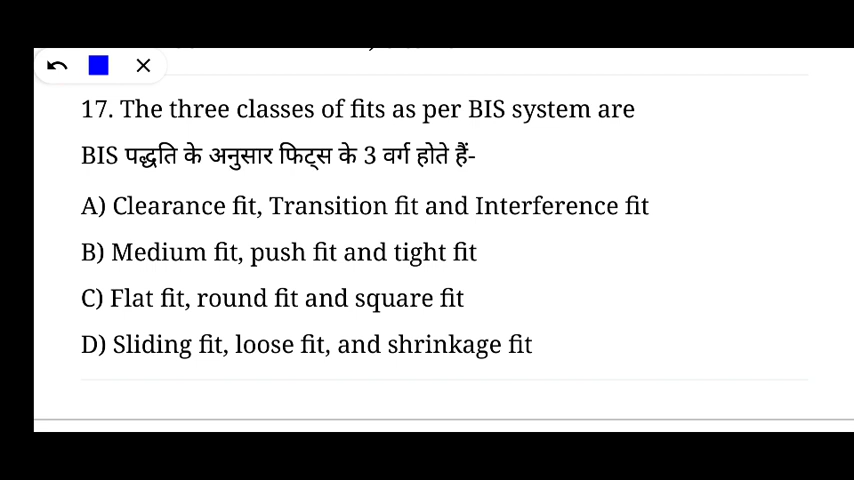 17. The three classes of fits as per BIS system are
BIS पद्धति के अनुसार फिट्स के 3 वर्ग होते हैं-
A) Clearance fit, Transition fit and Interference fit
B) Medium fit, push fit and tight fit
C) Flat fit, round fit and square fit
D) Sliding fit, loose fit, and shrinkage fit